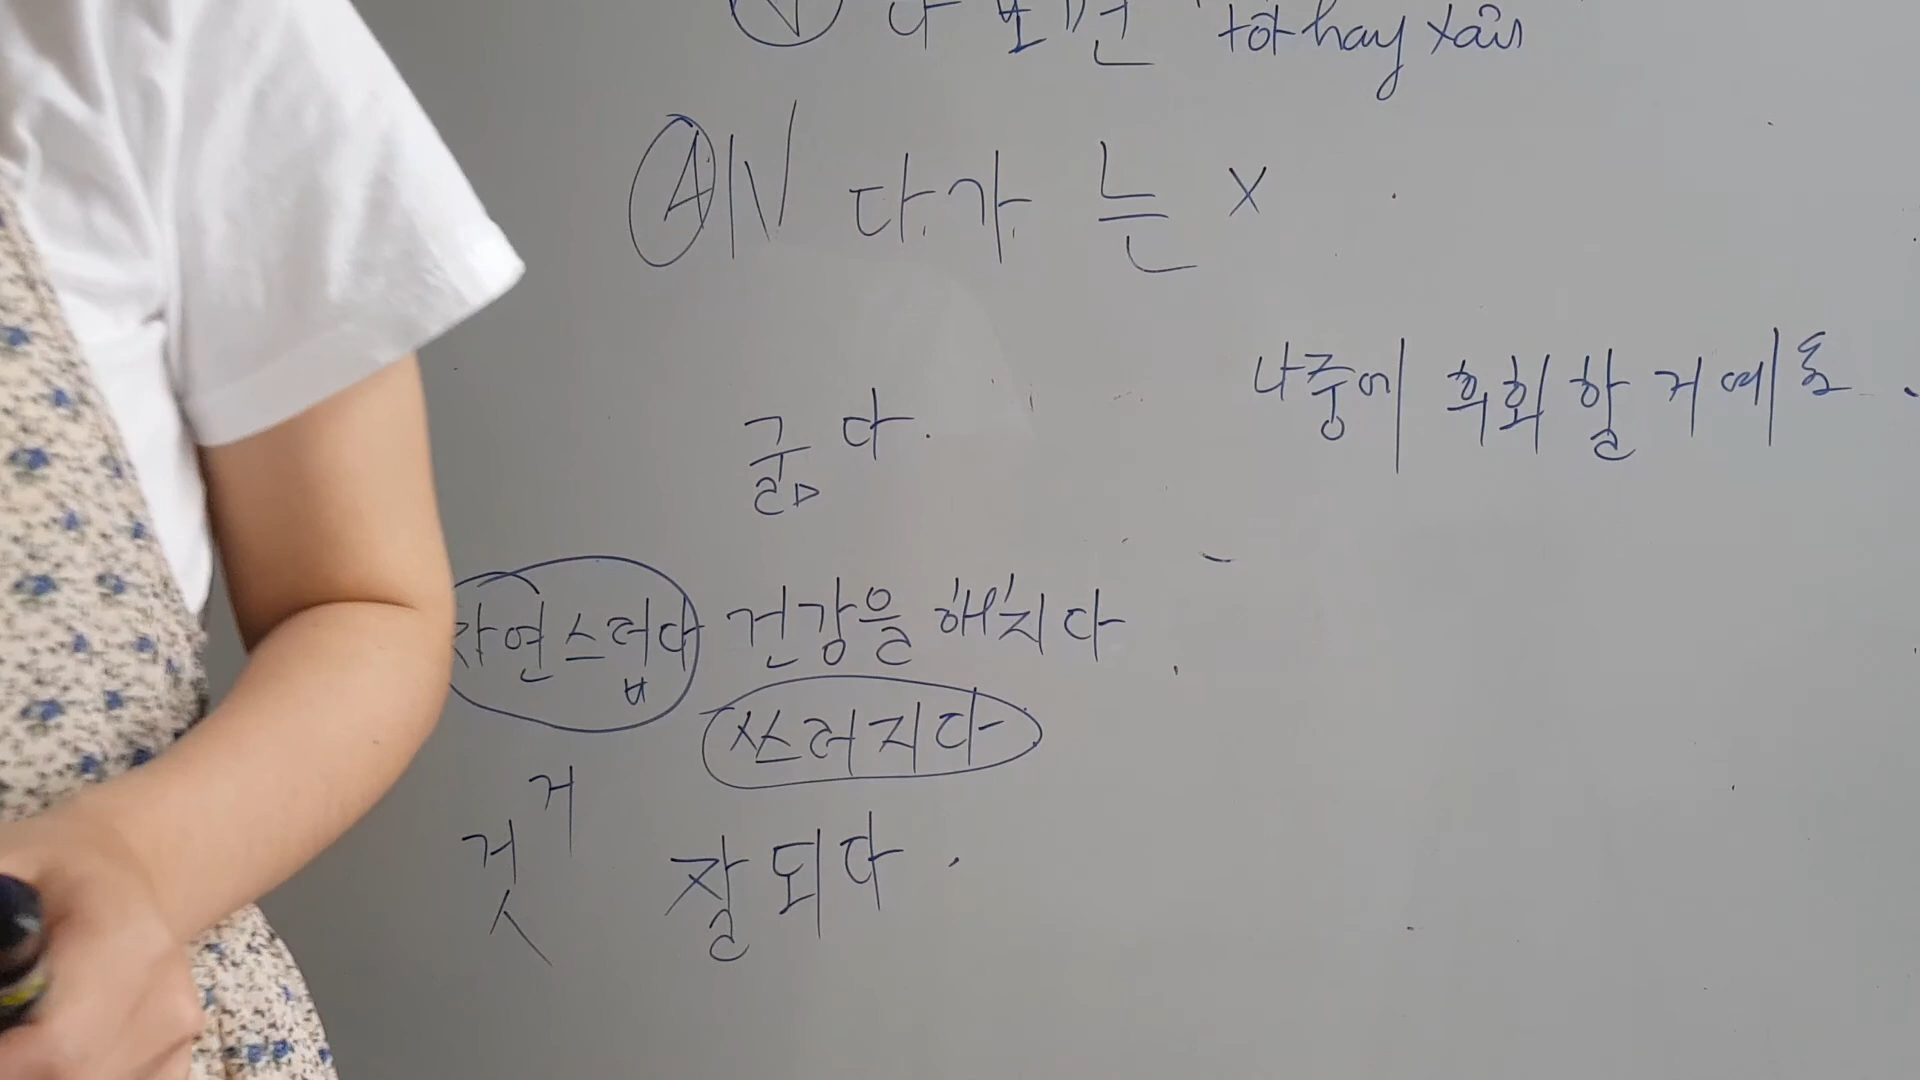 Ⓥ 다 보면 tốt hay xấu
Ⓐ/V 다가 는 X
나중에 후회 할 거예요.
굶다.
자연스럽다 건강을 해치다
쓰러지다
거
것 잘 되다.